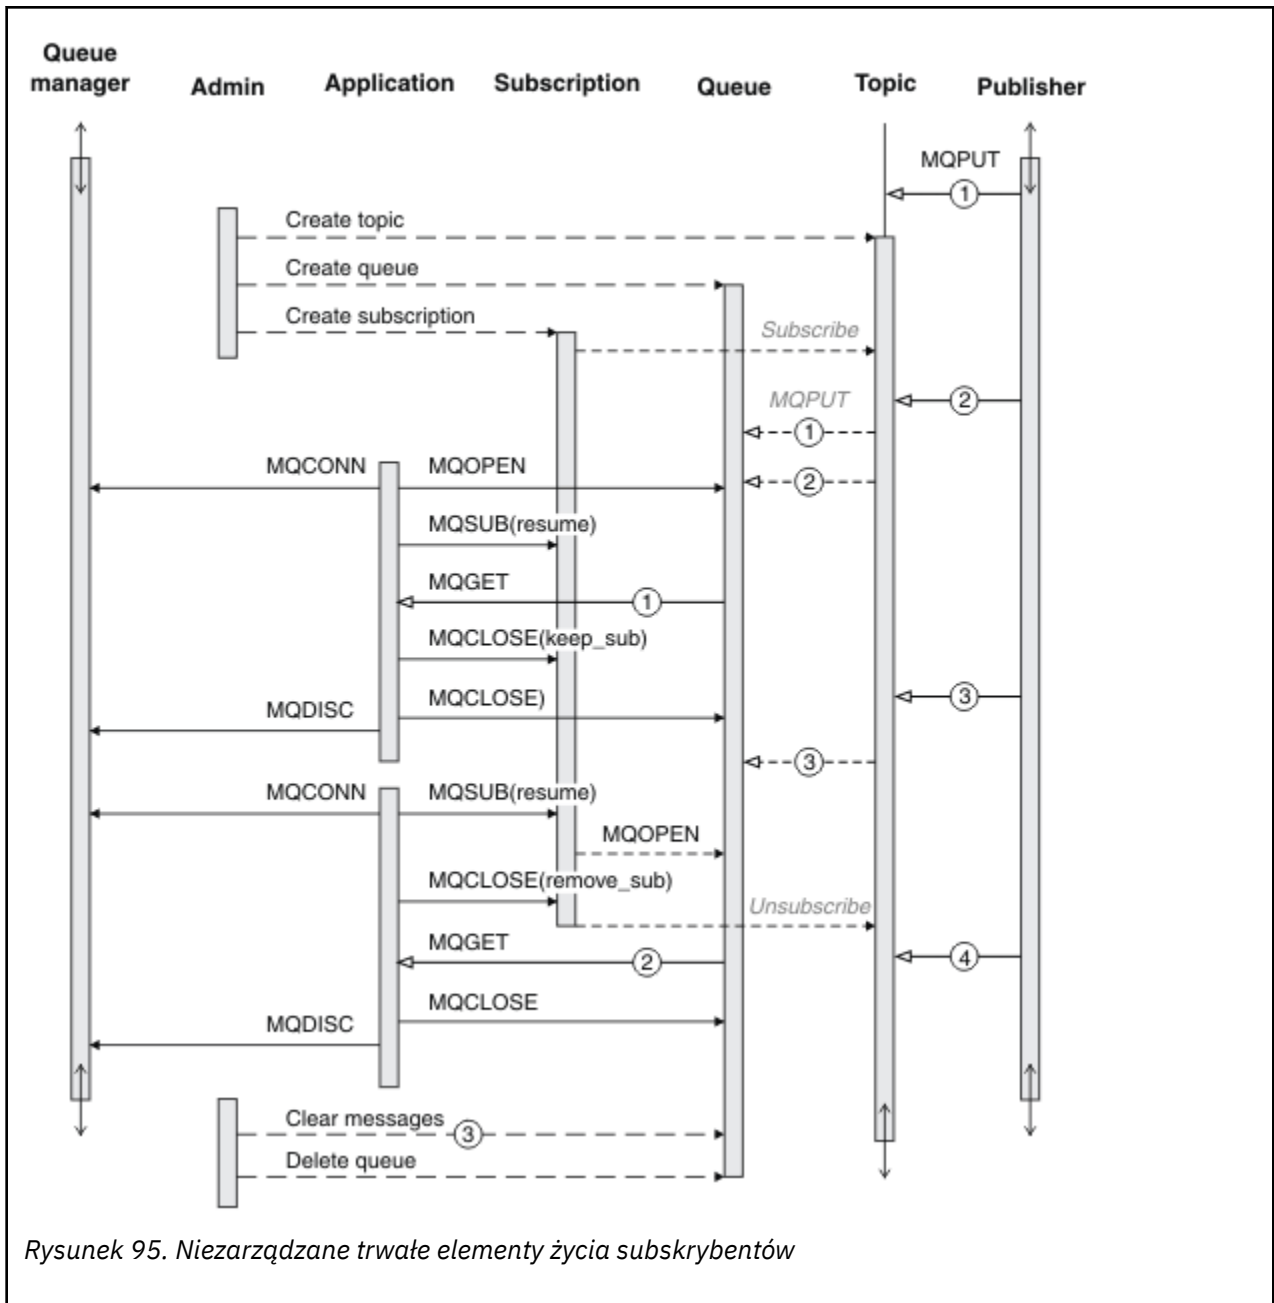 Queue
manager
Admin
Application
Subscription
Queue
Topic
Publisher
MQPUT
1
Create topic
Create queue
Create subscription
Subscribe
MQPUT
2
1
MQCONN
MQOPEN
2
MQSUB(resume)
MQGET
1
MQCLOSE(keep_sub)
MQDISC
MQCLOSE)
3
3
MQCONN
MQSUB(resume)
MQOPEN
MQCLOSE(remove_sub)
Unsubscribe
MQGET
2
4
MQCLOSE
MQDISC
Clear messages
3
Delete queue
Rysunek 95. Niezarządzane trwałe elementy życia subskrybentów